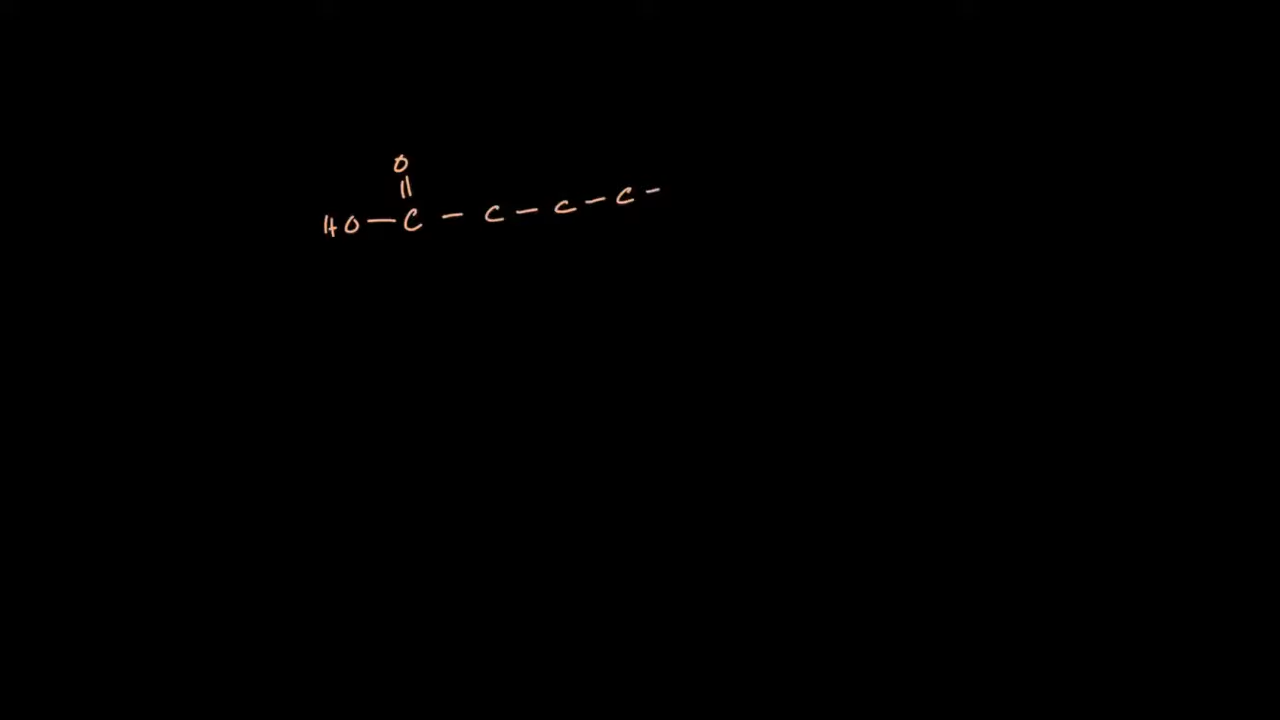 O
||
HO — C — C — C — C —